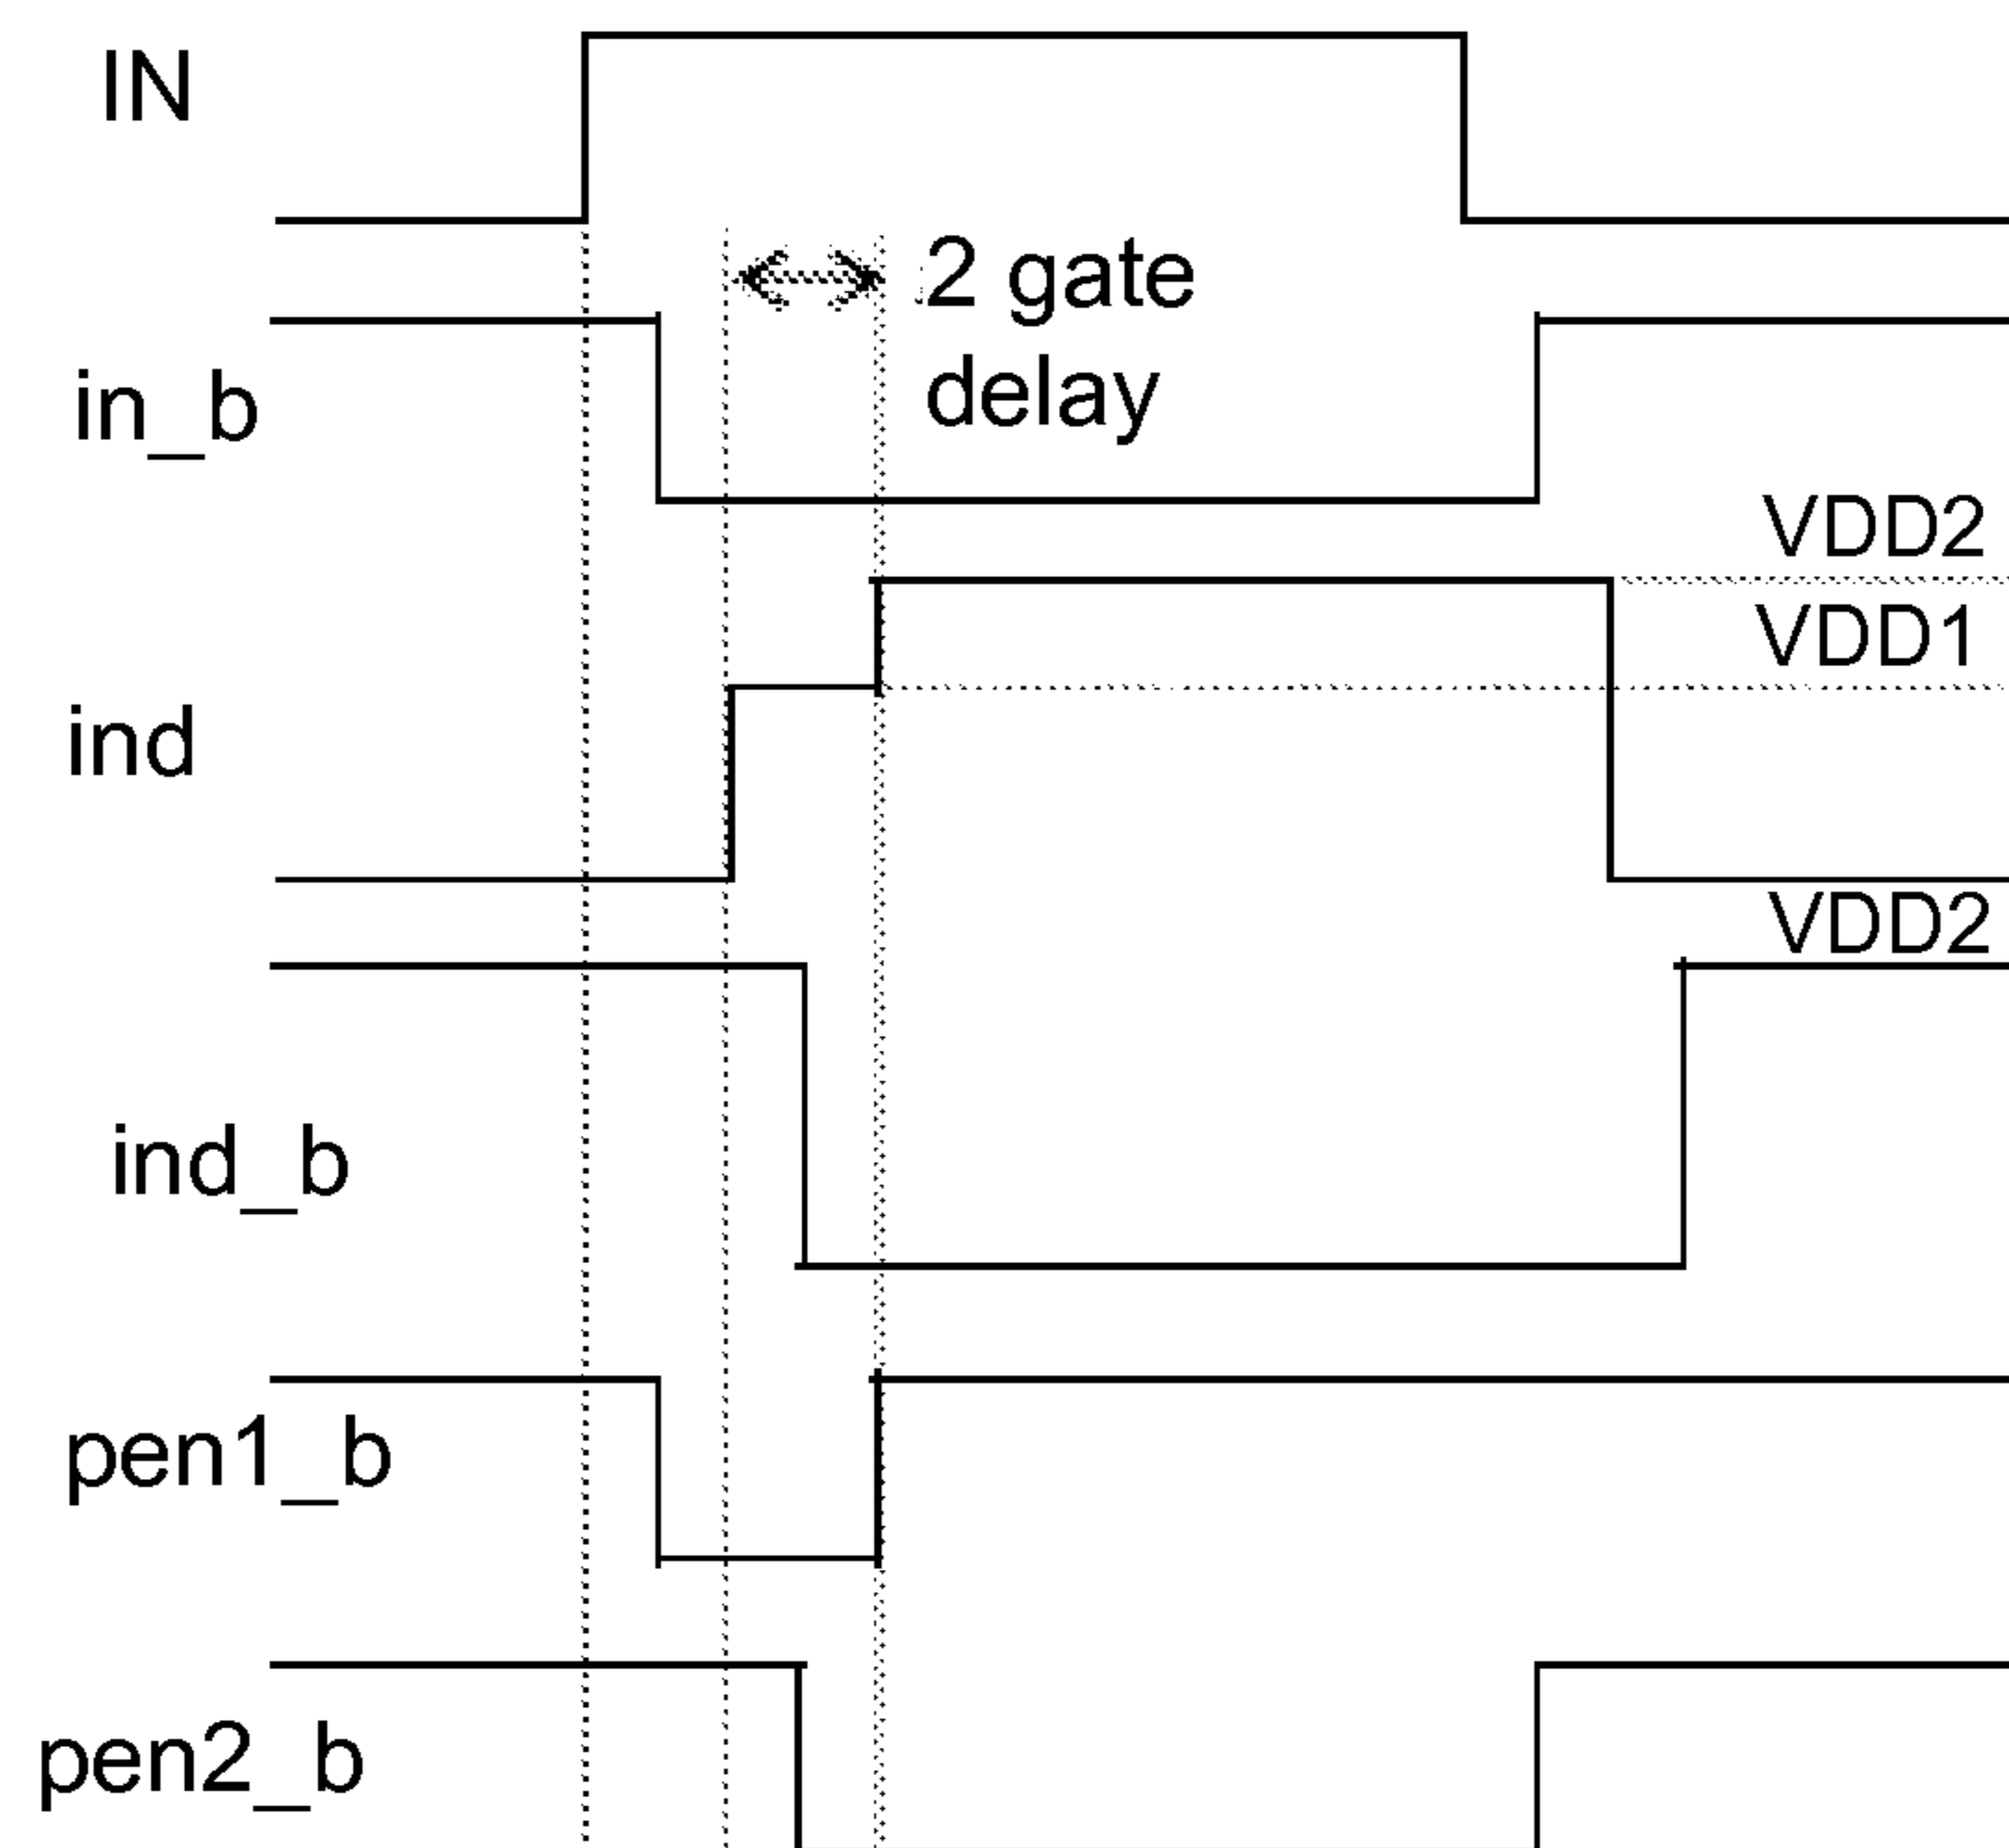 IN
2 gate
delay
in_b
VDD2
VDD1
ind
VDD2
ind_b
pen1_b
pen2_b